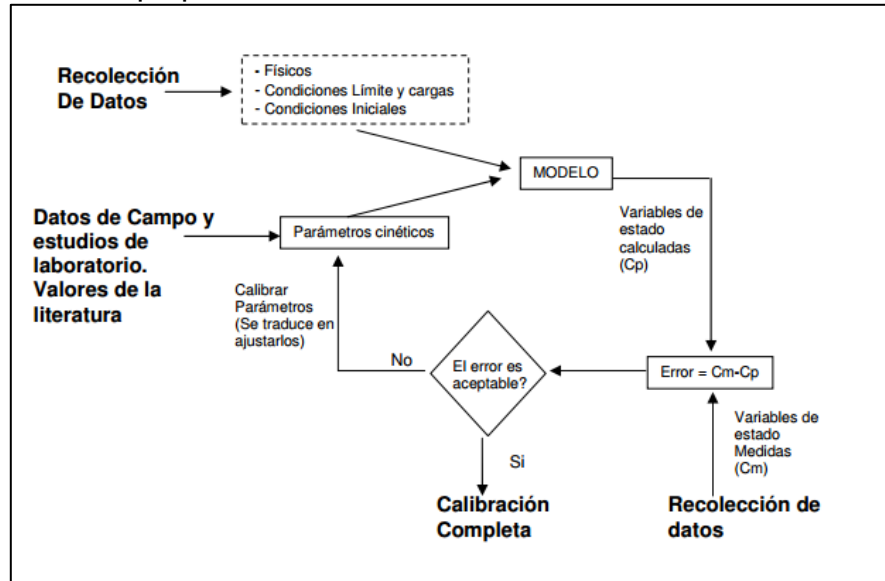 Recolección
De Datos
- Físicos
- Condiciones Límite y cargas
- Condiciones Iniciales
MODELO
Datos de Campo y
estudios de
laboratorio.
Valores de la
literatura
Parámetros cinéticos
Variables de
estado
calculadas
(Cp)
Calibrar
Parámetros
(Se traduce en
ajustarlos)
No
El error es
aceptable?
Error = Cm-Cp
Si
Variables de
estado
Medidas
(Cm)
Calibración
Completa
Recolección de
datos